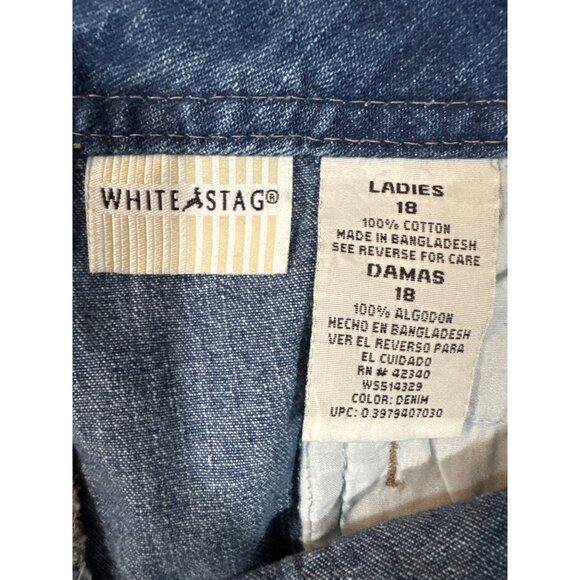 WHITE STAG®
LADIES
18
100% COTTON
MADE IN BANGLADESH
SEE REVERSE FOR CARE
DAMAS
18
100% ALGODON
HECHO EN BANGLADESH
VER EL REVERSO PARA
EL CUIDADO
RN # 42340
WS514329
COLOR: DENIM
UPC: 0 3979407030